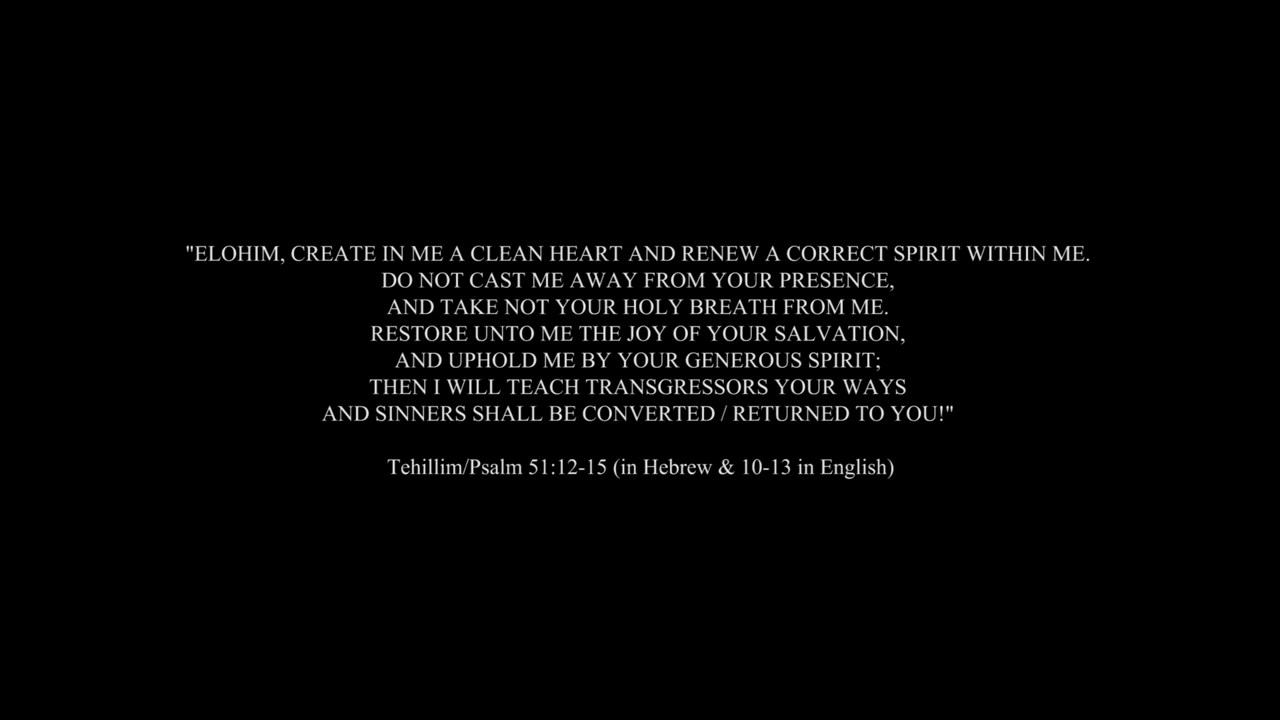 "ELOHIM, CREATE IN ME A CLEAN HEART AND RENEW A CORRECT SPIRIT WITHIN ME.
DO NOT CAST ME AWAY FROM YOUR PRESENCE,
AND TAKE NOT YOUR HOLY BREATH FROM ME.
RESTORE UNTO ME THE JOY OF YOUR SALVATION,
AND UPHOLD ME BY YOUR GENEROUS SPIRIT;
THEN I WILL TEACH TRANSGRESSORS YOUR WAYS
AND SINNERS SHALL BE CONVERTED / RETURNED TO YOU!"
Tehillim/Psalm 51:12-15 (in Hebrew & 10-13 in English)